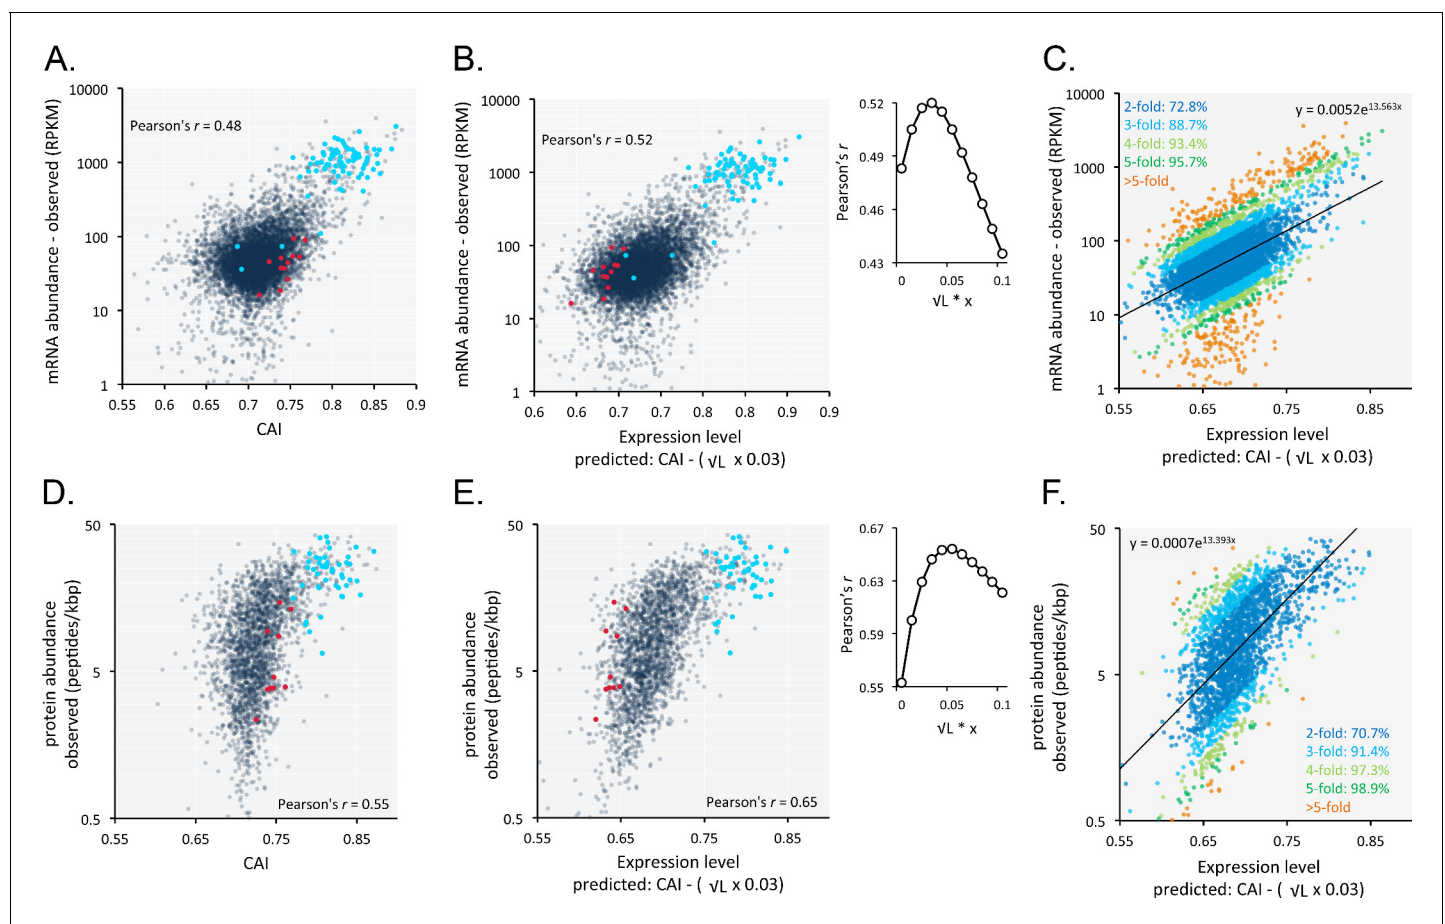 A.
mRNA abundance - observed (RPKM)
10000
1000
100
10
1
Pearson's r = 0.48
0.55
0.6
0.65
0.7
0.75
0.8
0.85
0.9
CAI
B.
mRNA abundance - observed (RPKM)
10000
1000
100
10
1
Pearson's r = 0.52
0.6
0.6
0.7
0.7
0.8
0.8
0.9
0.9
Expression level
predicted: CAI - ( √L x 0.03)
Pearson's r
0.52
0.49
0.46
0.43
0
0.05
0.1
√L * x
C.
mRNA abundance - observed (RPKM)
10000
1000
100
10
1
2-fold: 72.8%
3-fold: 88.7%
4-fold: 93.4%
5-fold: 95.7%
>5-fold
y = 0.0052e13.563x
0.55
0.65
0.75
0.85
Expression level
predicted: CAI - ( √L x 0.03)
D.
protein abundance
observed (peptides/kbp)
50
5
0.5
Pearson's r = 0.55
0.55
0.65
0.75
0.85
CAI
E.
protein abundance
observed (peptides/kbp)
50
5
0.5
Pearson's r = 0.65
0.55
0.65
0.75
0.85
Expression level
predicted: CAI - ( √L x 0.03)
Pearson's r
0.67
0.63
0.59
0.55
0
0.05
0.1
√L * x
F.
protein abundance
observed (peptides/kbp)
50
5
0.5
y = 0.0007e13.393x
2-fold: 70.7%
3-fold: 91.4%
4-fold: 97.3%
5-fold: 98.9%
>5-fold
0.55
0.65
0.75
0.85
Expression level
predicted: CAI - ( √L x 0.03)